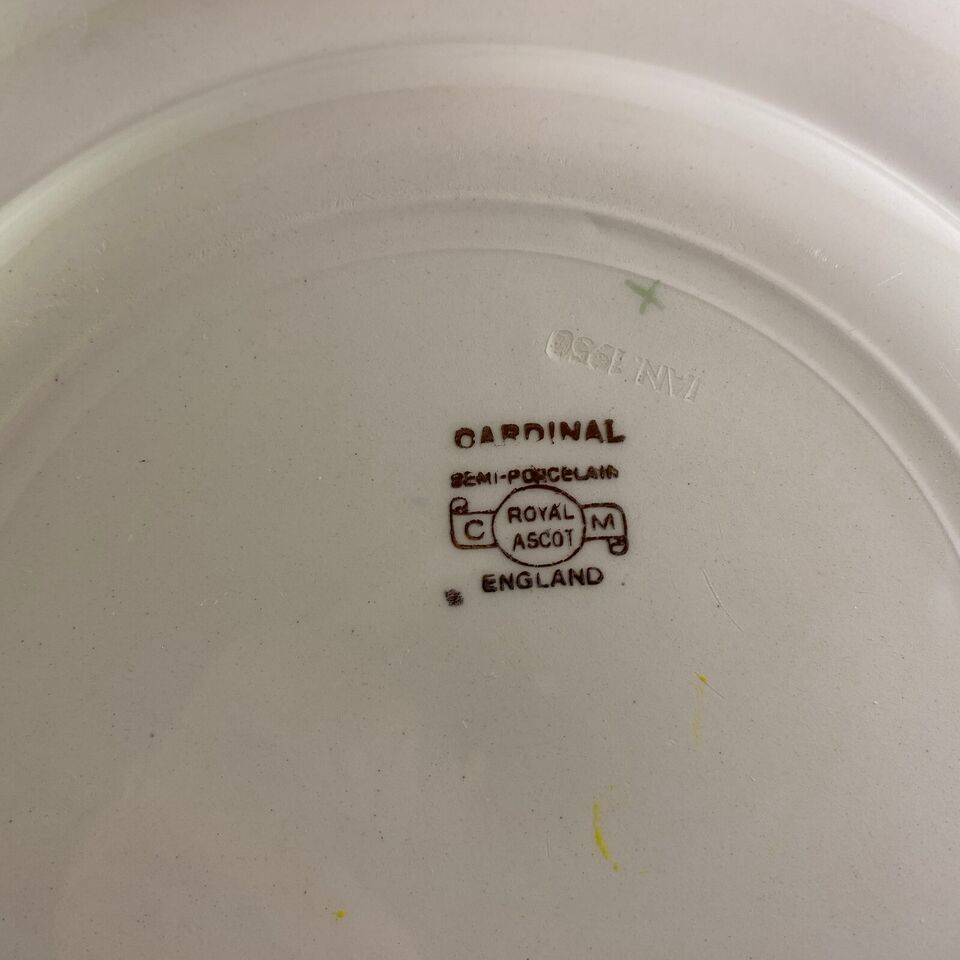 JAN. 1950
CARDINAL
SEMI-PORCELAIN
C ROYAL ASCOT M
ENGLAND